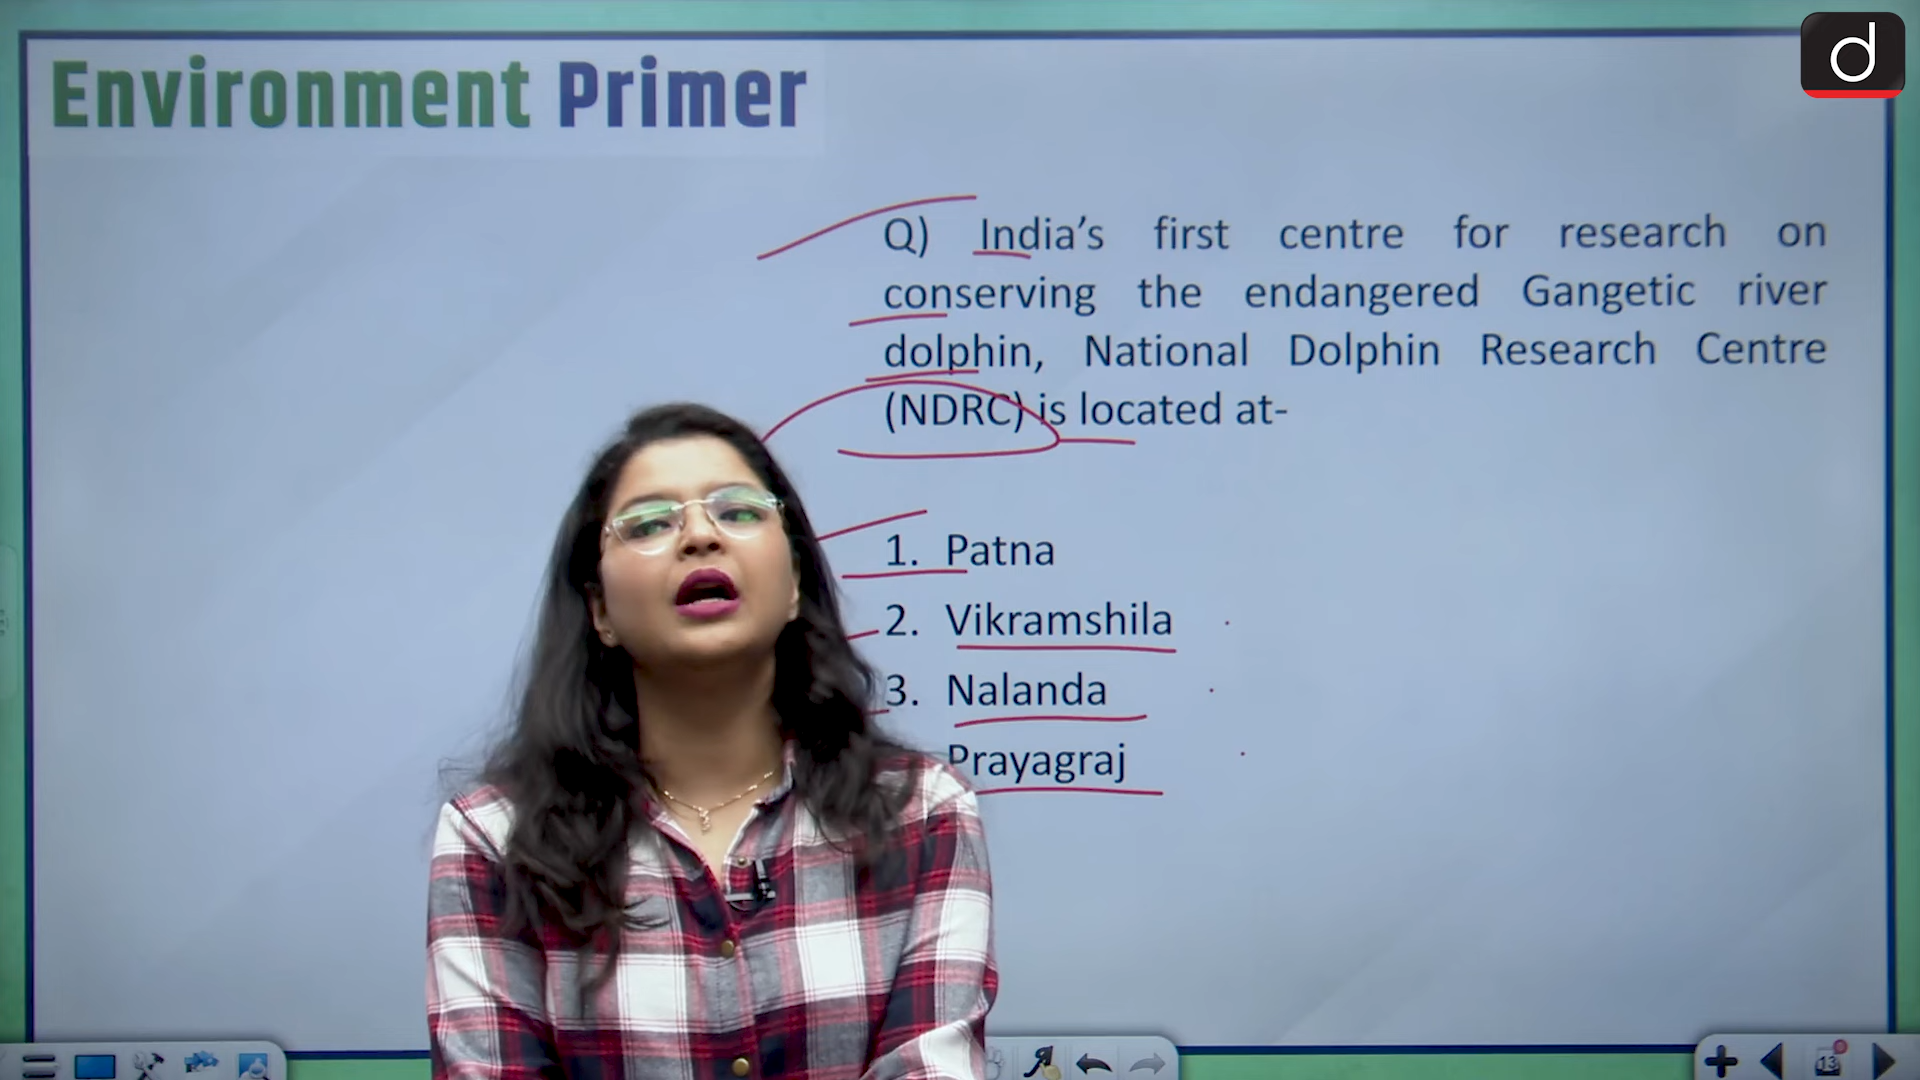 d
Environment Primer
Q) India's first centre for research on
conserving the endangered Gangetic river
dolphin, National Dolphin Research Centre
(NDRC) is located at-
1. Patna
2. Vikramshila
3. Nalanda
Prayagraj
13